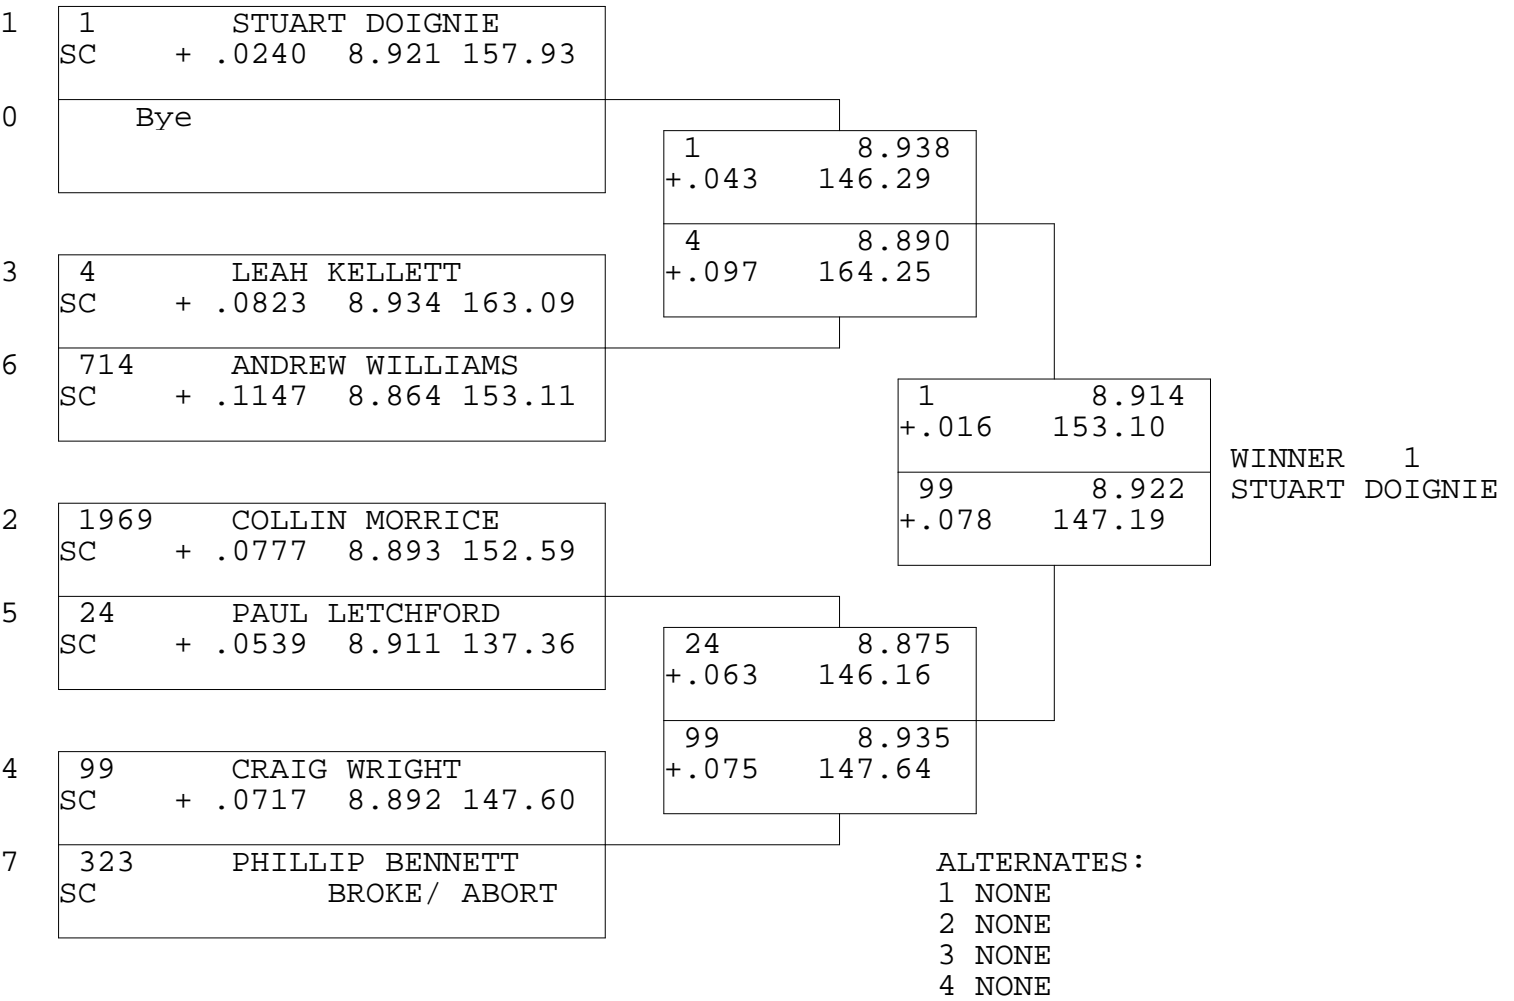 1 1 STUART DOIGNIE
SC + .0240 8.921 157.93
0 Bye
1 8.938
+.043 146.29
4 8.890
+.097 164.25
3 4 LEAH KELLETT
SC + .0823 8.934 163.09
6 714 ANDREW WILLIAMS
SC + .1147 8.864 153.11
1 8.914
+.016 153.10
99 8.922
+.078 147.19
WINNER 1
STUART DOIGNIE
2 1969 COLLIN MORRICE
SC + .0777 8.893 152.59
5 24 PAUL LETCHFORD
SC + .0539 8.911 137.36
24 8.875
+.063 146.16
99 8.935
+.075 147.64
4 99 CRAIG WRIGHT
SC + .0717 8.892 147.60
7 323 PHILLIP BENNETT
SC BROKE/ ABORT
ALTERNATES:
1 NONE
2 NONE
3 NONE
4 NONE